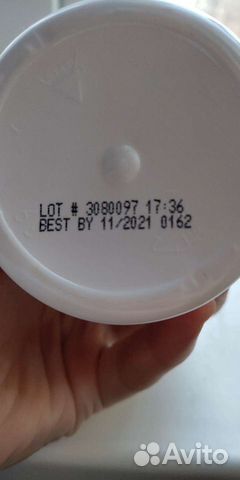 LOT # 3080097 17:36
BEST BY 11/2021 0162
Avito